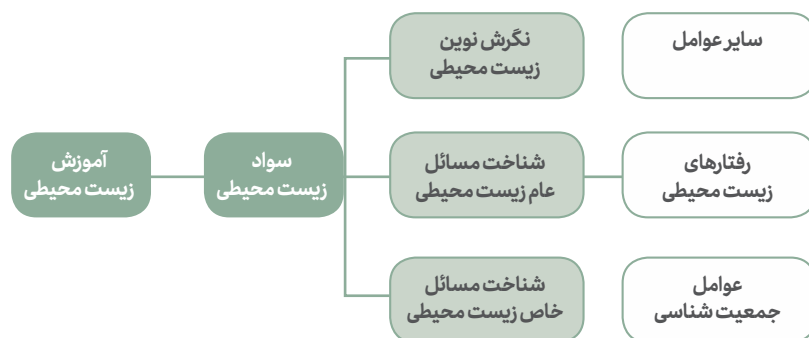 سایر عوامل
نگرش نوین
زیست محیطی
رفتارهای
زیست محیطی
شناخت مسائل
عام زیست محیطی
سواد
زیست محیطی
آموزش
زیست محیطی
عوامل
جمعیت شناسی
شناخت مسائل
خاص زیست محیطی